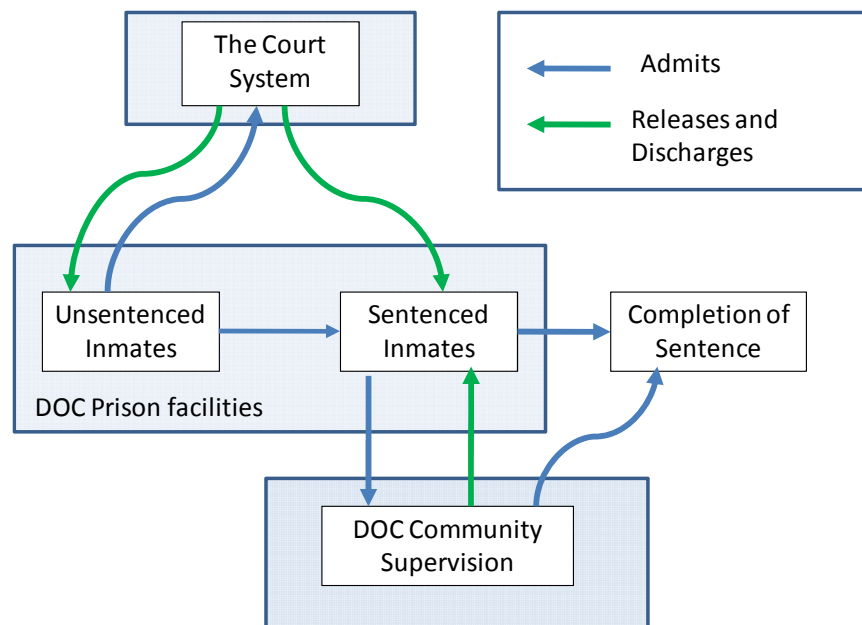 The Court
System
Admits
Releases and
Discharges
Unsentenced
Inmates
Sentenced
Inmates
Completion of
Sentence
DOC Prison facilities
DOC Community
Supervision